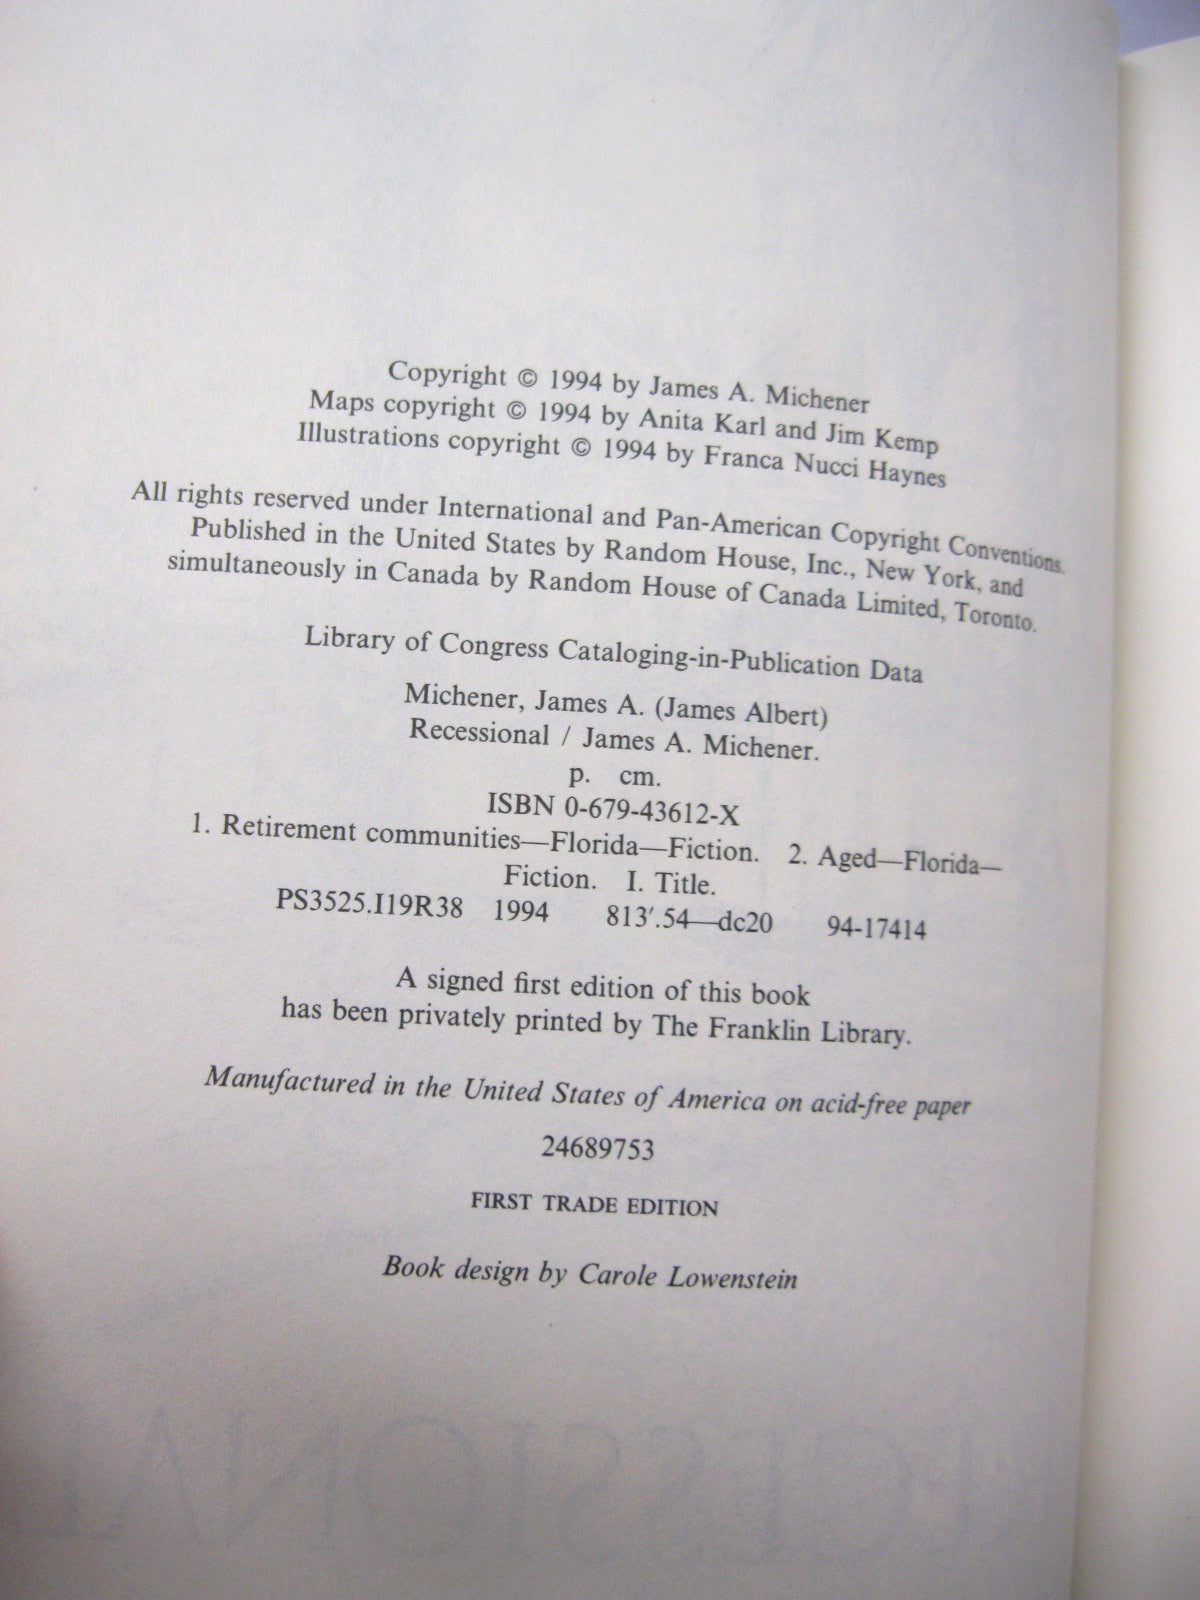 Copyright © 1994 by James A. Michener
Maps copyright © 1994 by Anita Karl and Jim Kemp
Illustrations copyright © 1994 by Franca Nucci Haynes
All rights reserved under International and Pan-American Copyright Conventions.
Published in the United States by Random House, Inc., New York, and
simultaneously in Canada by Random House of Canada Limited, Toronto.
Library of Congress Cataloging-in-Publication Data
Michener, James A. (James Albert)
Recessional / James A. Michener.
p. cm.
ISBN 0-679-43612-X
1. Retirement communities—Florida—Fiction. 2. Aged—Florida—
Fiction. I. Title.
PS3525.I19R38 1994 813′.54—dc20 94-17414
A signed first edition of this book
has been privately printed by The Franklin Library.
Manufactured in the United States of America on acid-free paper
24689753
FIRST TRADE EDITION
Book design by Carole Lowenstein